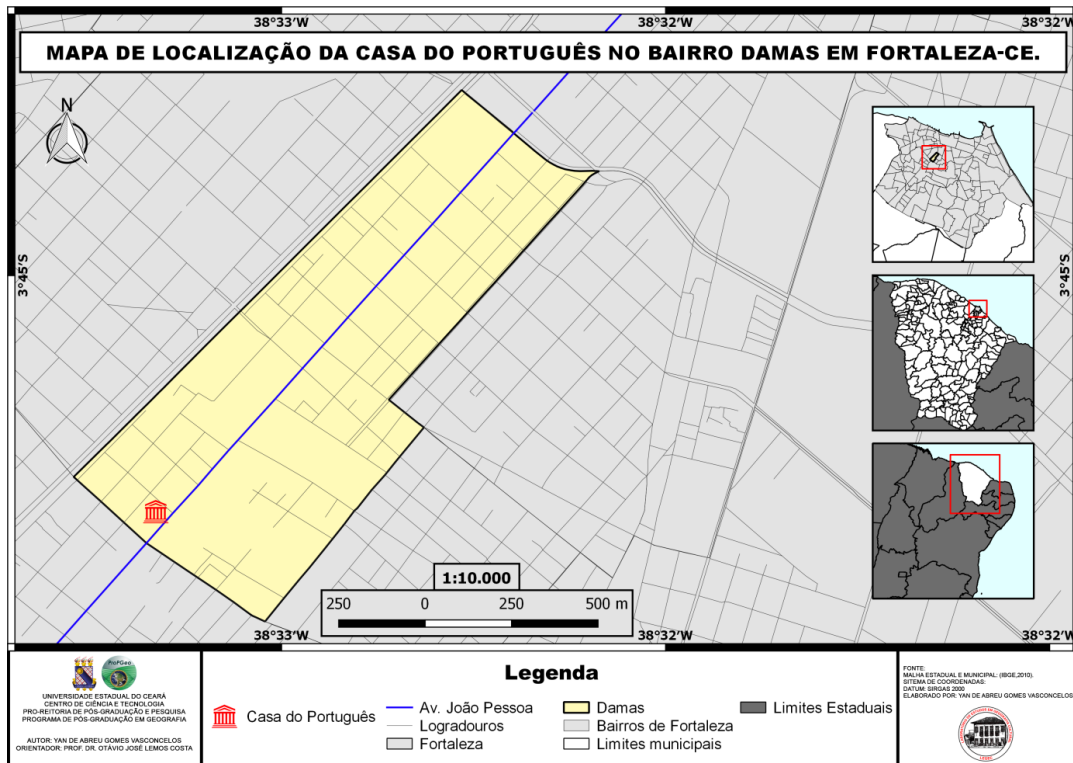 38°33'W
38°32'W
38°32'W
MAPA DE LOCALIZAÇÃO DA CASA DO PORTUGUÊS NO BAIRRO DAMAS EM FORTALEZA-CE.
N
3°45'S
3°45'S
1:10.000
250 0 250 500 m
38°33'W
38°32'W
38°32'W
ProPGeo
UNIVERSIDADE ESTADUAL DO CEARÁ
CENTRO DE CIÊNCIA E TECNOLOGIA
PRO-REITORIA DE PÓS-GRADUAÇÃO E PESQUISA
PROGRAMA DE PÓS-GRADUAÇÃO EM GEOGRAFIA
AUTOR: YAN DE ABREU GOMES VASCONCELOS
ORIENTADOR: PROF. DR. OTÁVIO JOSÉ LEMOS COSTA
Legenda
Casa do Português
Av. João Pessoa
Logradouros
Fortaleza
Damas
Bairros de Fortaleza
Limites municipais
Limites Estaduais
FONTE:
MALHA ESTADUAL E MUNICIPAL: (IBGE,2010).
SITEMA DE COORDENADAS:
DATUM: SIRGAS 2000
ELABORADO POR: YAN DE ABREU GOMES VASCONCELOS